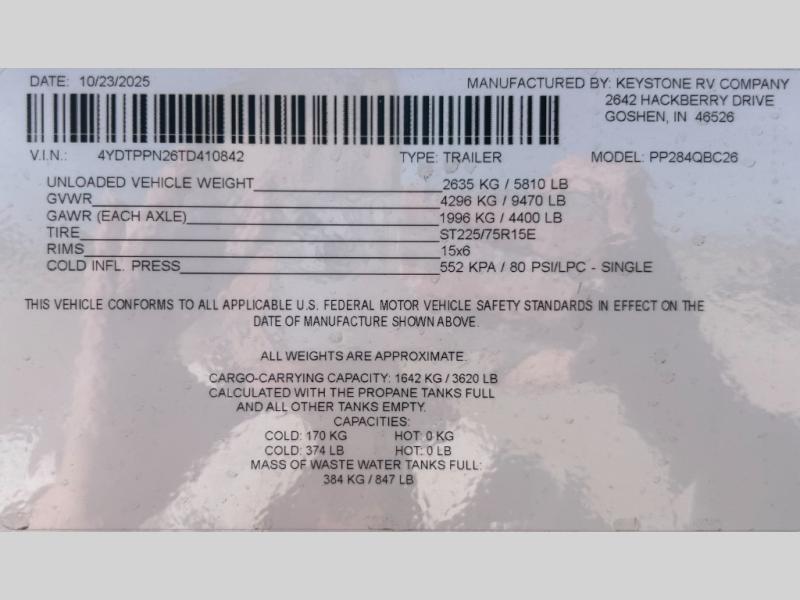 DATE: 10/23/2025
MANUFACTURED BY: KEYSTONE RV COMPANY
2642 HACKBERRY DRIVE
GOSHEN, IN 46526
V.I.N.: 4YDTPPN26TD410842 TYPE: TRAILER MODEL: PP284QBC26
UNLOADED VEHICLE WEIGHT 2635 KG / 5810 LB
GVWR 4296 KG / 9470 LB
GAWR (EACH AXLE) 1996 KG / 4400 LB
TIRE ST225/75R15E
RIMS 15x6
COLD INFL. PRESS 552 KPA / 80 PSI/LPC - SINGLE
THIS VEHICLE CONFORMS TO ALL APPLICABLE U.S. FEDERAL MOTOR VEHICLE SAFETY STANDARDS IN EFFECT ON THE
DATE OF MANUFACTURE SHOWN ABOVE.
ALL WEIGHTS ARE APPROXIMATE.
CARGO-CARRYING CAPACITY: 1642 KG / 3620 LB
CALCULATED WITH THE PROPANE TANKS FULL
AND ALL OTHER TANKS EMPTY.
CAPACITIES:
COLD: 170 KG HOT: 0 KG
COLD: 374 LB HOT: 0 LB
MASS OF WASTE WATER TANKS FULL:
384 KG / 847 LB